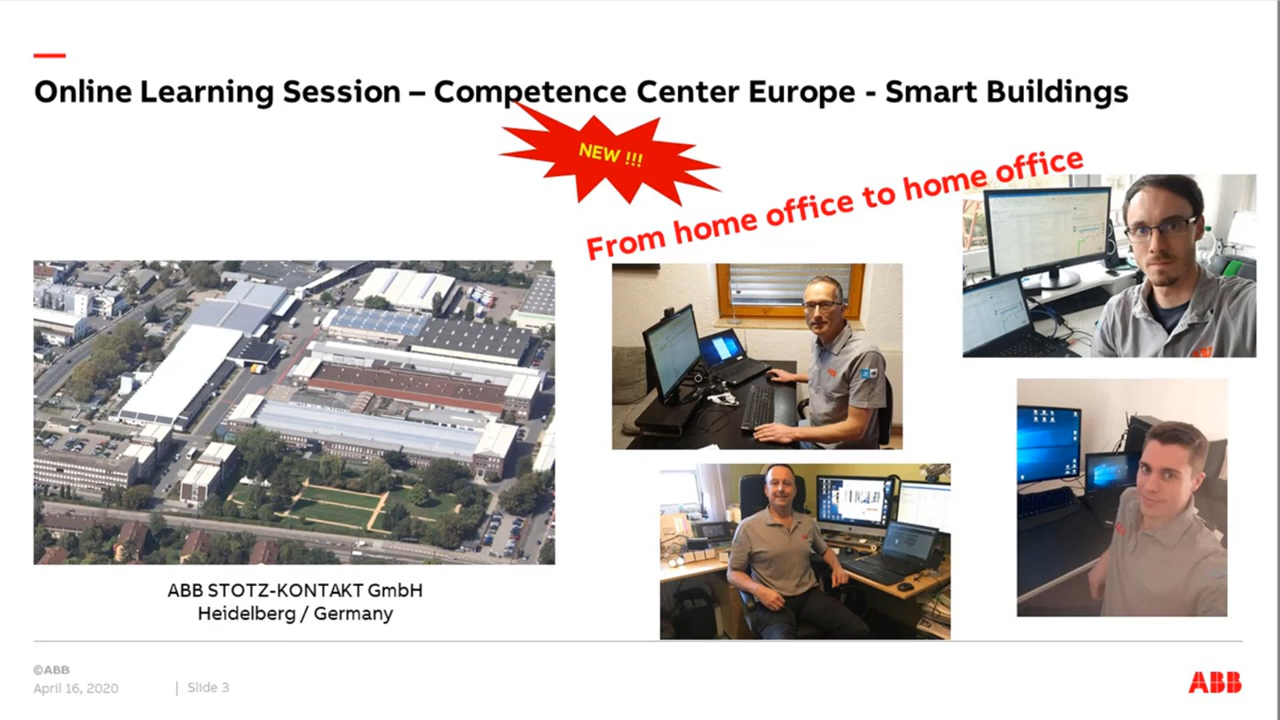 Online Learning Session – Competence Center Europe - Smart Buildings
NEW !!!
From home office to home office
ABB STOTZ-KONTAKT GmbH
Heidelberg / Germany
©ABB
April 16, 2020
| Slide 3
ABB